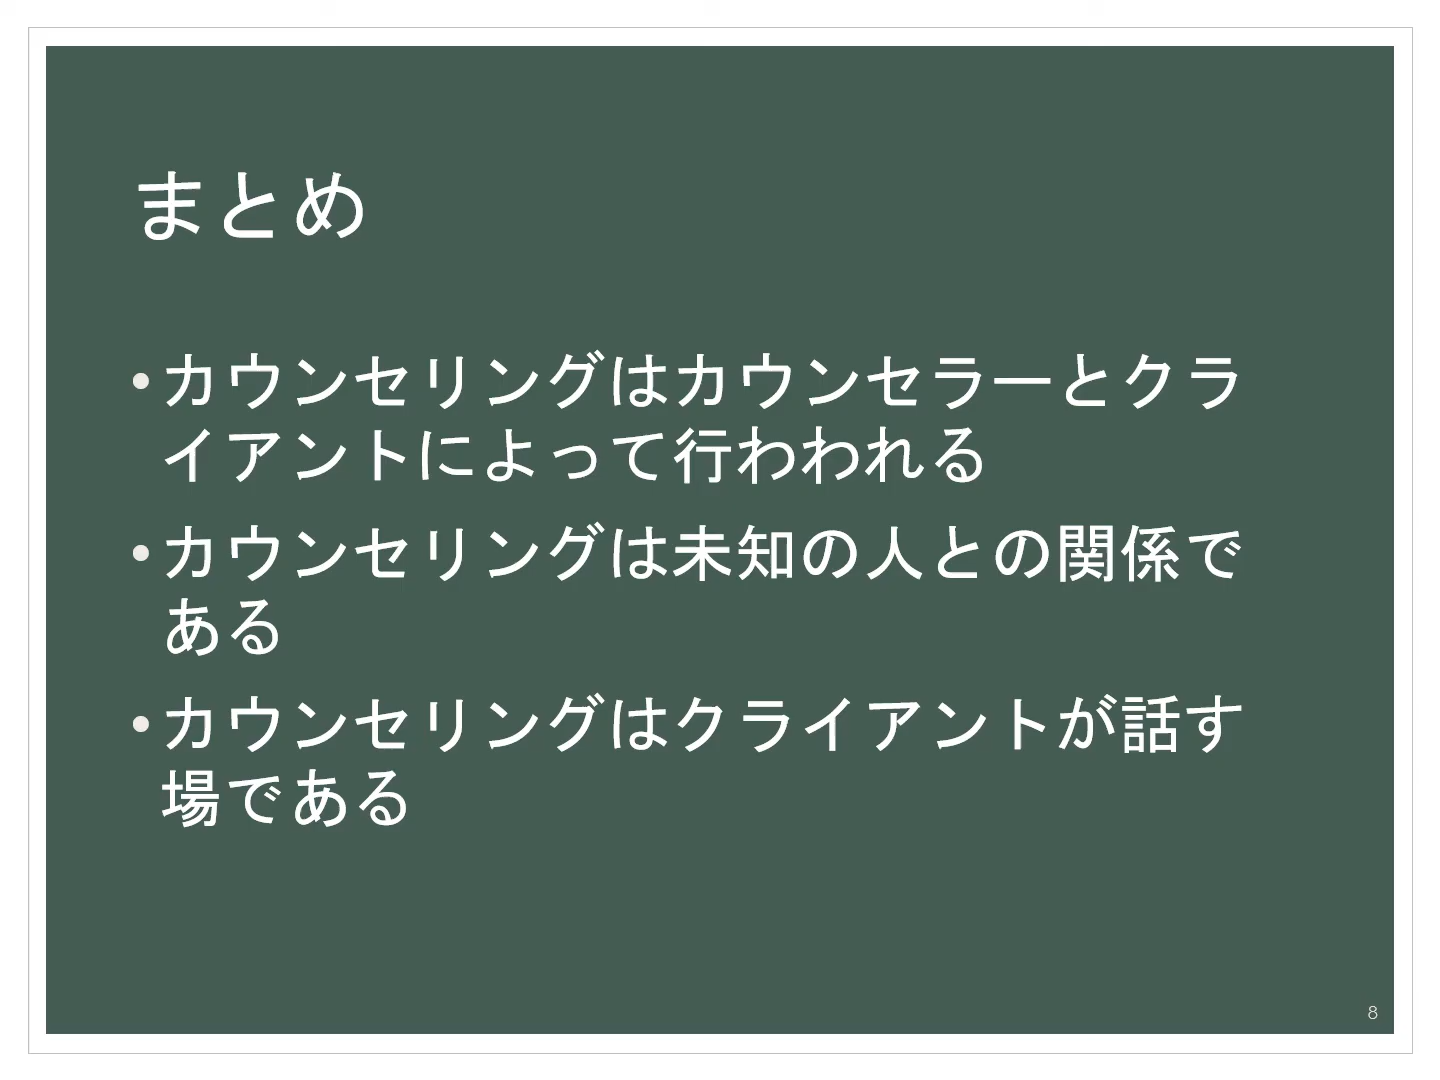 まとめ
•カウンセリングはカウンセラーとクラ
イアントによって行わわれる
•カウンセリングは未知の人との関係で
ある
•カウンセリングはクライアントが話す
場である
8